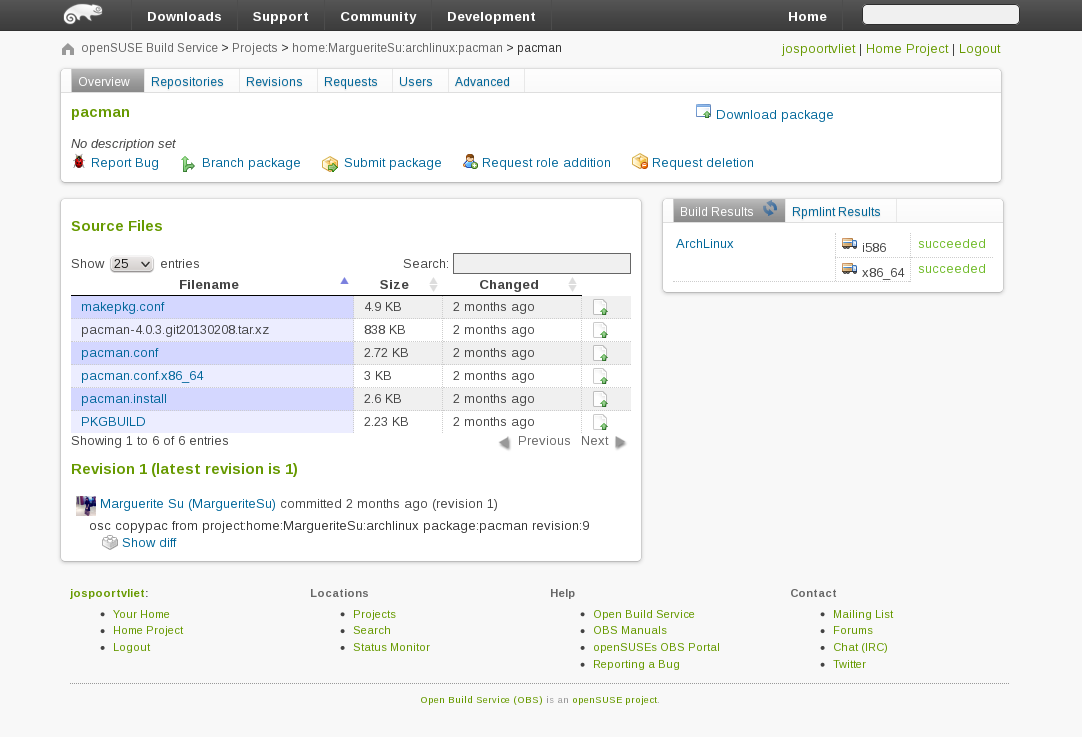 Downloads Support Community Development Home
openSUSE Build Service > Projects > home:MargueriteSu:archlinux:pacman > pacman
jospoortvliet | Home Project | Logout
Overview Repositories Revisions Requests Users Advanced
pacman
Download package
No description set
Report Bug Branch package Submit package Request role addition Request deletion
Source Files
Show 25 entries Search:
Filename Size Changed
makepkg.conf 4.9 KB 2 months ago
pacman-4.0.3.git20130208.tar.xz 838 KB 2 months ago
pacman.conf 2.72 KB 2 months ago
pacman.conf.x86_64 3 KB 2 months ago
pacman.install 2.6 KB 2 months ago
PKGBUILD 2.23 KB 2 months ago
Showing 1 to 6 of 6 entries Previous Next
Revision 1 (latest revision is 1)
Marguerite Su (MargueriteSu) committed 2 months ago (revision 1)
osc copypac from project:home:MargueriteSu:archlinux package:pacman revision:9
Show diff
Build Results Rpmlint Results
ArchLinux i586 succeeded
x86_64 succeeded
jospoortvliet:
Your Home
Home Project
Logout
Locations
Projects
Search
Status Monitor
Help
Open Build Service
OBS Manuals
openSUSEs OBS Portal
Reporting a Bug
Contact
Mailing List
Forums
Chat (IRC)
Twitter
Open Build Service (OBS) is an openSUSE project.